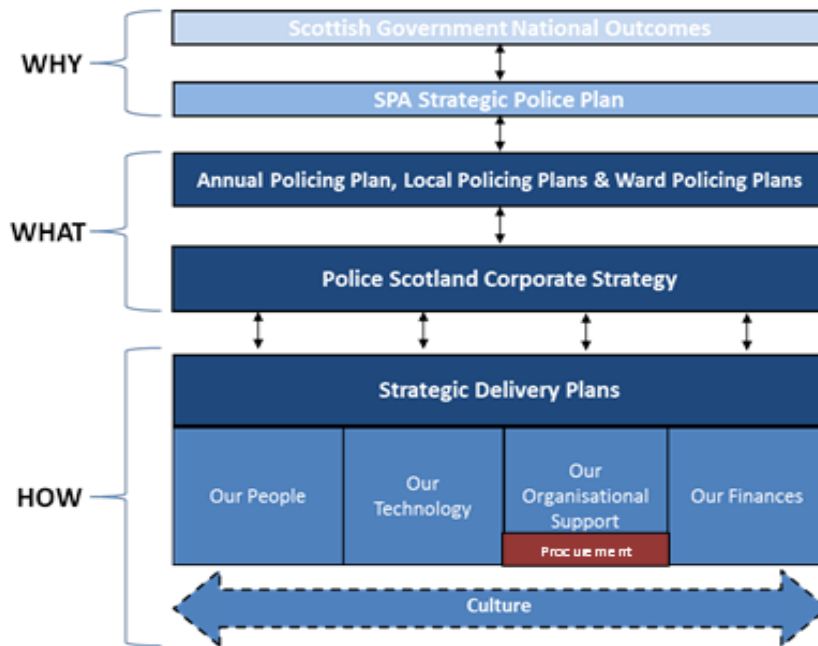 Scottish Government National Outcomes
WHY
SPA Strategic Police Plan
Annual Policing Plan, Local Policing Plans & Ward Policing Plans
WHAT
Police Scotland Corporate Strategy
Strategic Delivery Plans
HOW
Our People
Our
Technology
Our
Organisational
Support
Our Finances
Procurement
Culture